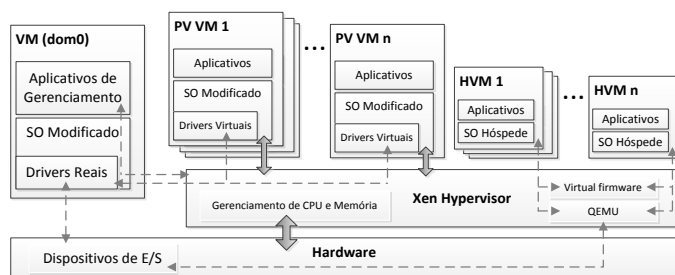 VM (dom0)
Aplicativos de
Gerenciamento
SO Modificado
Drivers Reais
PV VM 1
Aplicativos
SO Modificado
Drivers Virtuais
...
PV VM n
Aplicativos
SO Modificado
Drivers Virtuais
HVM 1
Aplicativos
SO Hóspede
...
HVM n
Aplicativos
SO Hóspede
Xen Hypervisor
Gerenciamento de CPU e Memória
Virtual firmware
QEMU
Hardware
Dispositivos de E/S